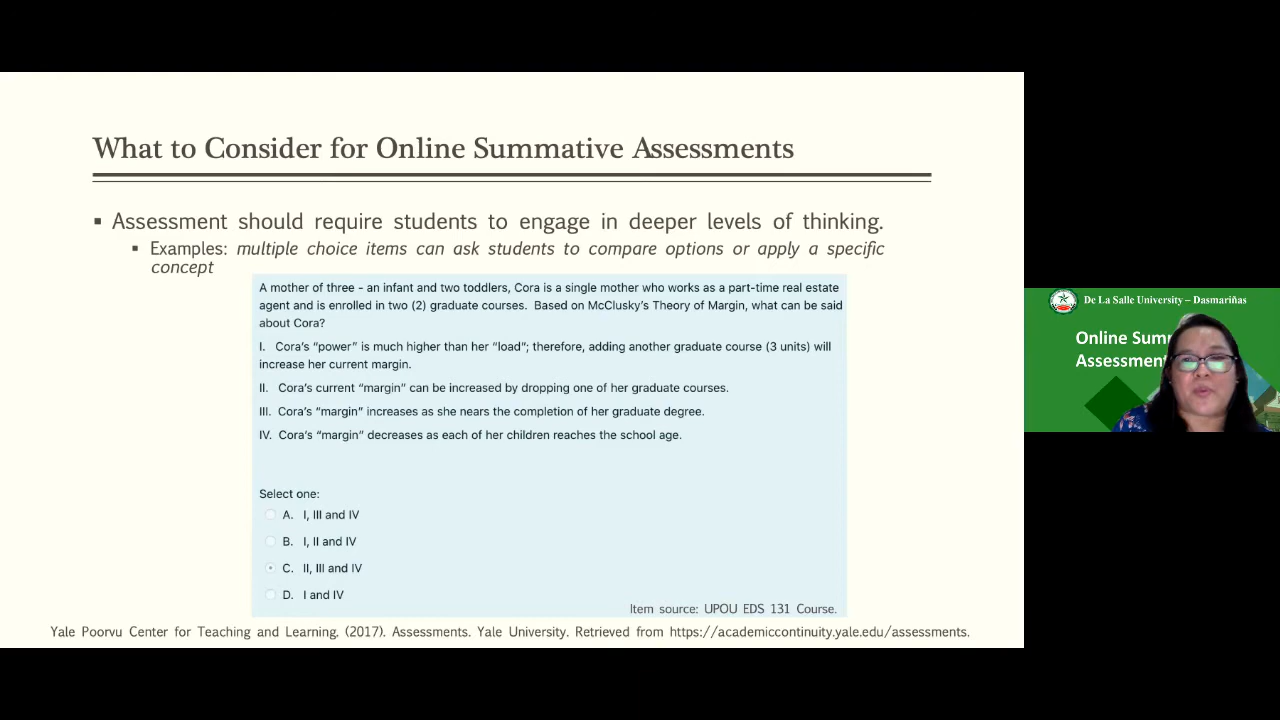 What to Consider for Online Summative Assessments
▪ Assessment should require students to engage in deeper levels of thinking.
▪ Examples: multiple choice items can ask students to compare options or apply a specific
concept
A mother of three - an infant and two toddlers, Cora is a single mother who works as a part-time real estate
agent and is enrolled in two (2) graduate courses. Based on McClusky's Theory of Margin, what can be said
about Cora?
I. Cora's "power" is much higher than her "load"; therefore, adding another graduate course (3 units) will
increase her current margin.
II. Cora's current "margin" can be increased by dropping one of her graduate courses.
III. Cora's "margin" increases as she nears the completion of her graduate degree.
IV. Cora's "margin" decreases as each of her children reaches the school age.
Select one:
A. I, III and IV
B. I, II and IV
C. II, III and IV
D. I and IV
Item source: UPOU EDS 131 Course.
Yale Poorvu Center for Teaching and Learning. (2017). Assessments. Yale University. Retrieved from https://academiccontinuity.yale.edu/assessments.
De La Salle University – Dasmariñas
Online Sum
Assessment